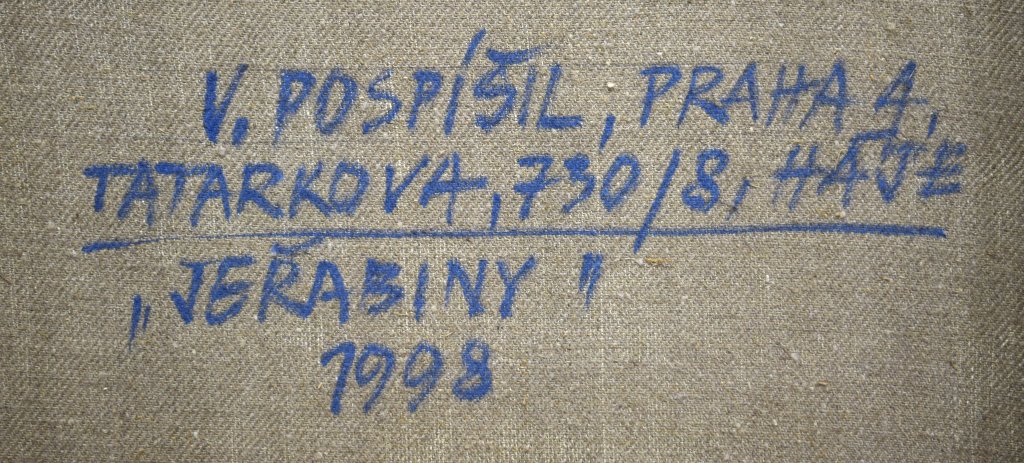 V. POSPÍŠIL, PRAHA 4,
TATARKOVA, 730/8, HÁJE
„JEŘABINY"
1998